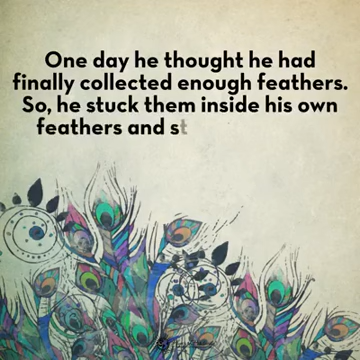 One day he thought he had
finally collected enough feathers.
So, he stuck them inside his own
feathers and st